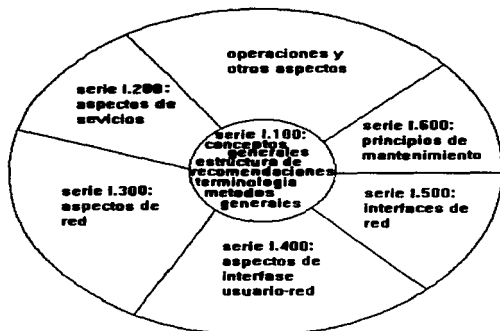 operaciones y
otros aspectos
serie I.200:
aspectos de
sevicios
serie I.100:
conceptos
generales
estructura de
recomendaciones
terminologia
metodos
generales
serie I.600:
principios de
mantenimiento
serie I.300:
aspectos de
red
serie I.500:
interfaces de
red
serie I.400:
aspectos de
interfase
usuario-red